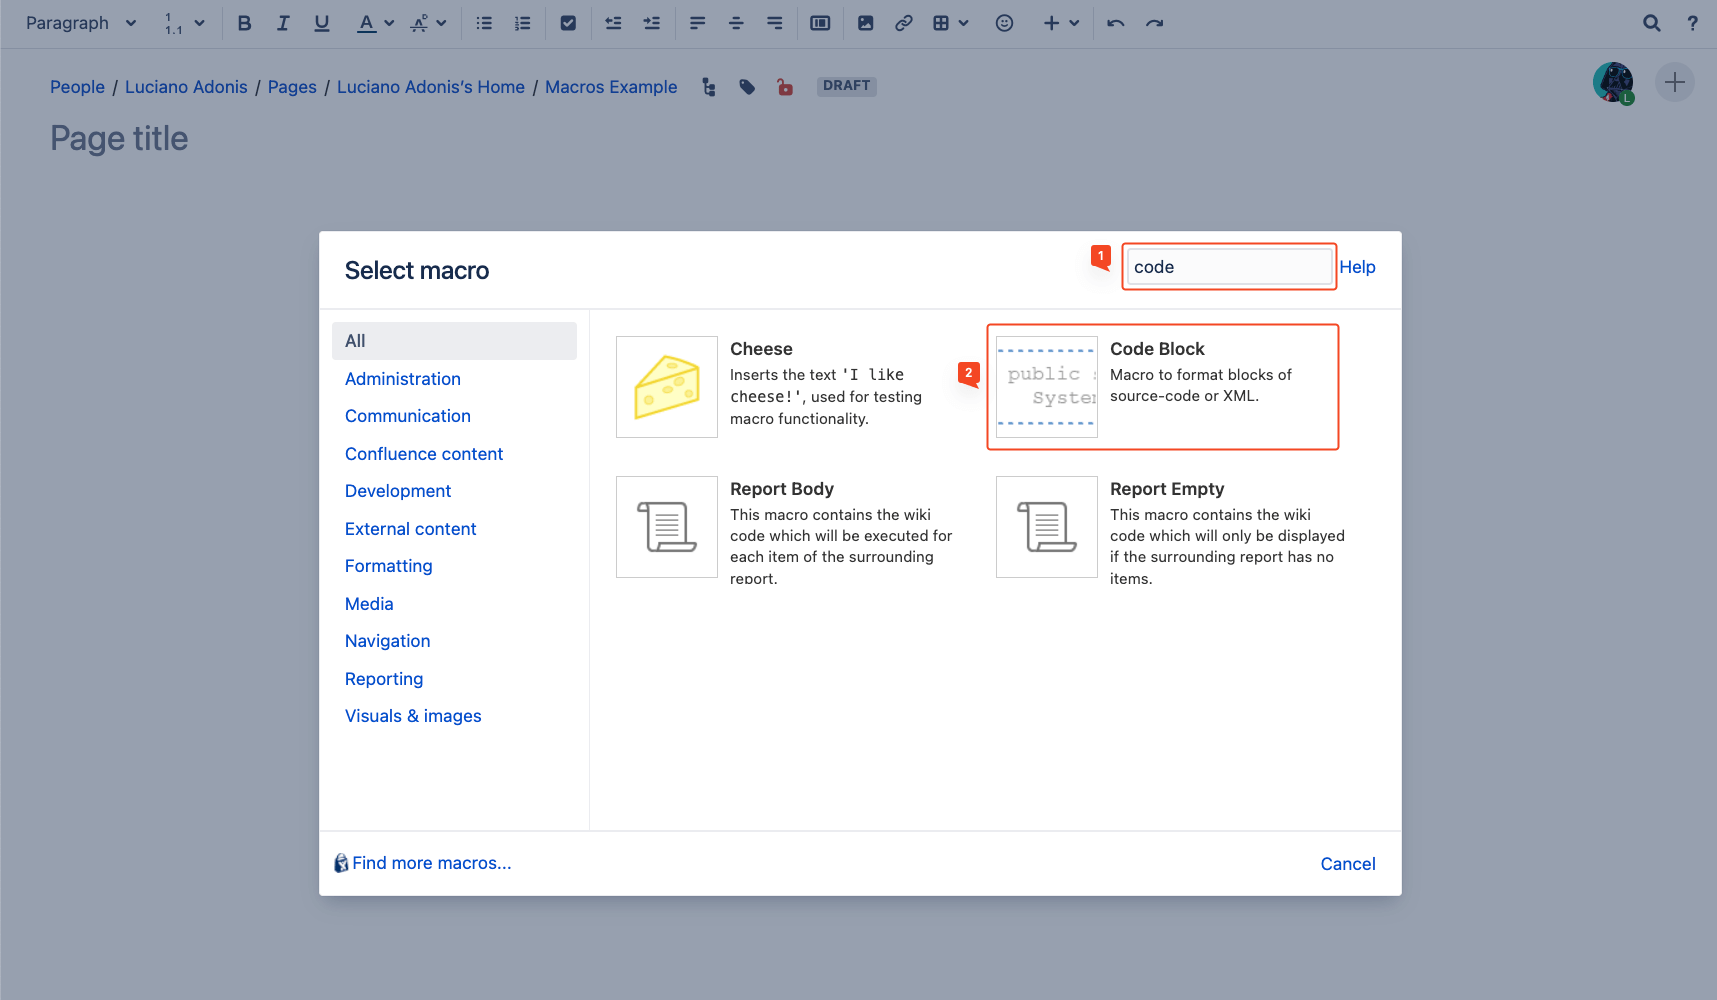 Paragraph
1
1.1
B I U A A
?
People / Luciano Adonis / Pages / Luciano Adonis's Home / Macros Example
DRAFT
L
Page title
Select macro
1
code
Help
All
Administration
Communication
Confluence content
Development
External content
Formatting
Media
Navigation
Reporting
Visuals & images
Cheese
Inserts the text 'I like
cheese!', used for testing
macro functionality.
2
public s
System
Code Block
Macro to format blocks of
source-code or XML.
Report Body
This macro contains the wiki
code which will be executed for
each item of the surrounding
report.
Report Empty
This macro contains the wiki
code which will only be displayed
if the surrounding report has no
items.
Find more macros...
Cancel